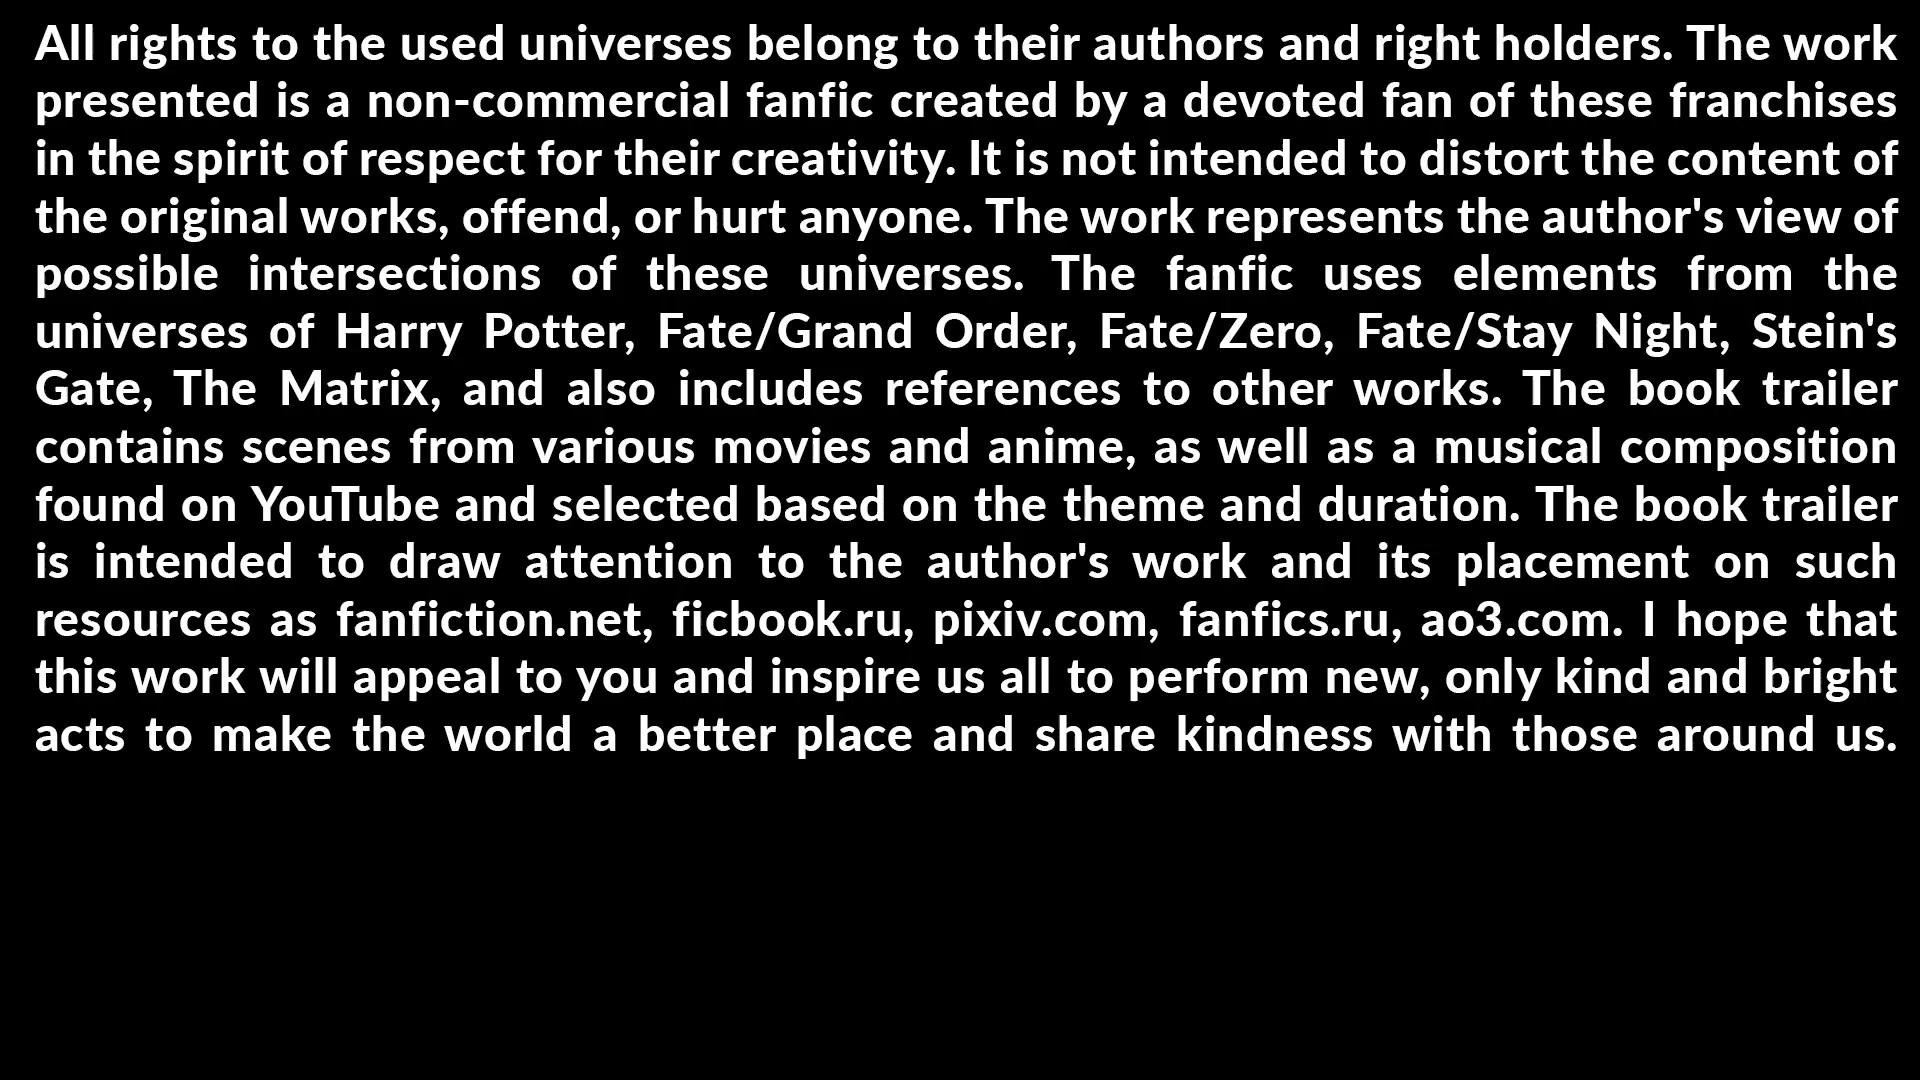 All rights to the used universes belong to their authors and right holders. The work
presented is a non-commercial fanfic created by a devoted fan of these franchises
in the spirit of respect for their creativity. It is not intended to distort the content of
the original works, offend, or hurt anyone. The work represents the author's view of
possible intersections of these universes. The fanfic uses elements from the
universes of Harry Potter, Fate/Grand Order, Fate/Zero, Fate/Stay Night, Stein's
Gate, The Matrix, and also includes references to other works. The book trailer
contains scenes from various movies and anime, as well as a musical composition
found on YouTube and selected based on the theme and duration. The book trailer
is intended to draw attention to the author's work and its placement on such
resources as fanfiction.net, ficbook.ru, pixiv.com, fanfics.ru, ao3.com. I hope that
this work will appeal to you and inspire us all to perform new, only kind and bright
acts to make the world a better place and share kindness with those around us.